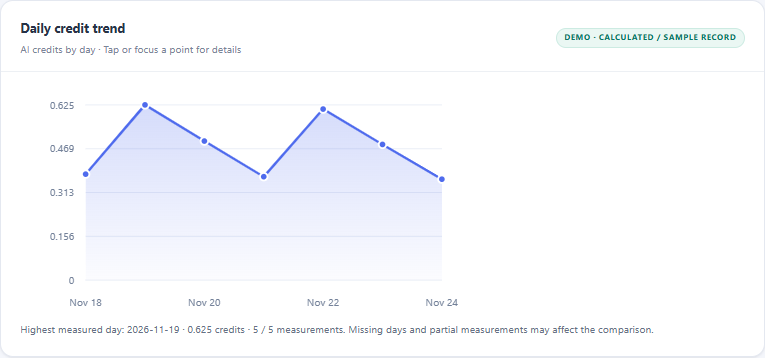 Daily credit trend
AI credits by day · Tap or focus a point for details
DEMO · CALCULATED / SAMPLE RECORD
0.625
0.469
0.313
0.156
0
Nov 18 Nov 20 Nov 22 Nov 24
Highest measured day: 2026-11-19 · 0.625 credits · 5 / 5 measurements. Missing days and partial measurements may affect the comparison.